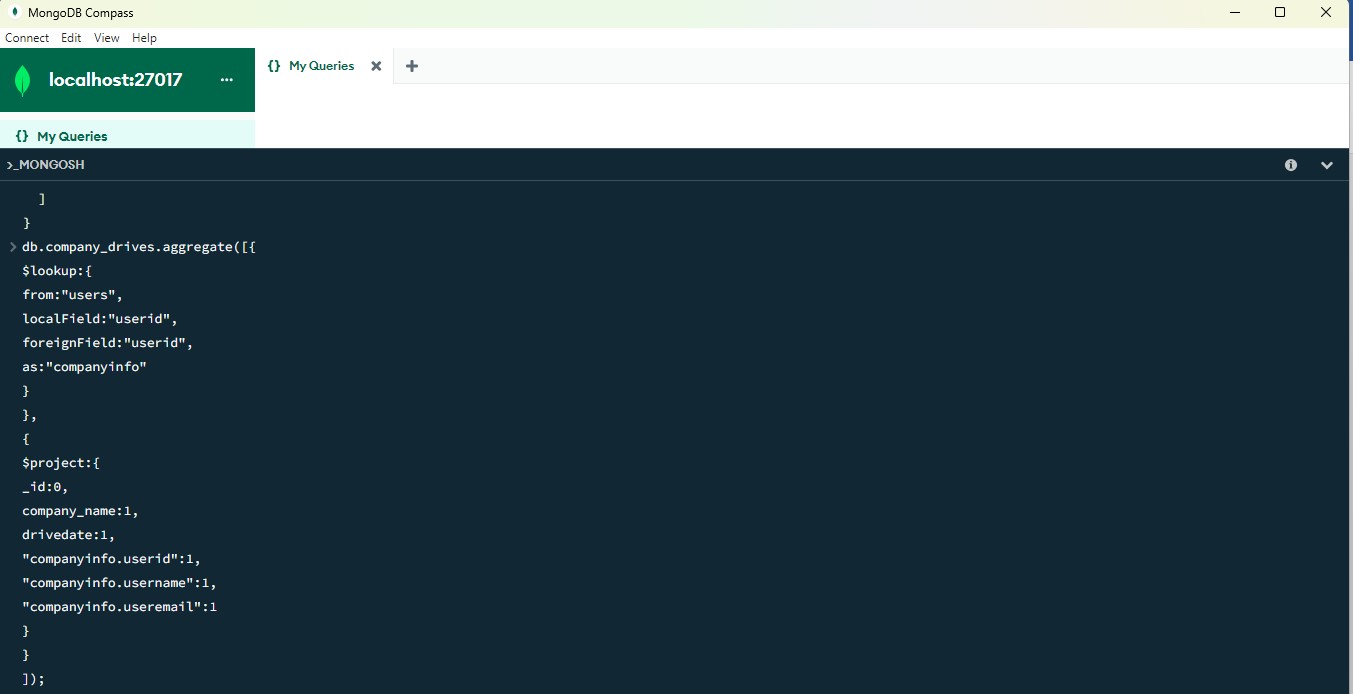 MongoDB Compass
Connect Edit View Help
localhost:27017 ...
{} My Queries
{} My Queries
>_MONGOSH
]
}
> db.company_drives.aggregate([{
$lookup:{
from:"users",
localField:"userid",
foreignField:"userid",
as:"companyinfo"
}
},
{
$project:{
_id:0,
company_name:1,
drivedate:1,
"companyinfo.userid":1,
"companyinfo.username":1,
"companyinfo.useremail":1
}
}
]);